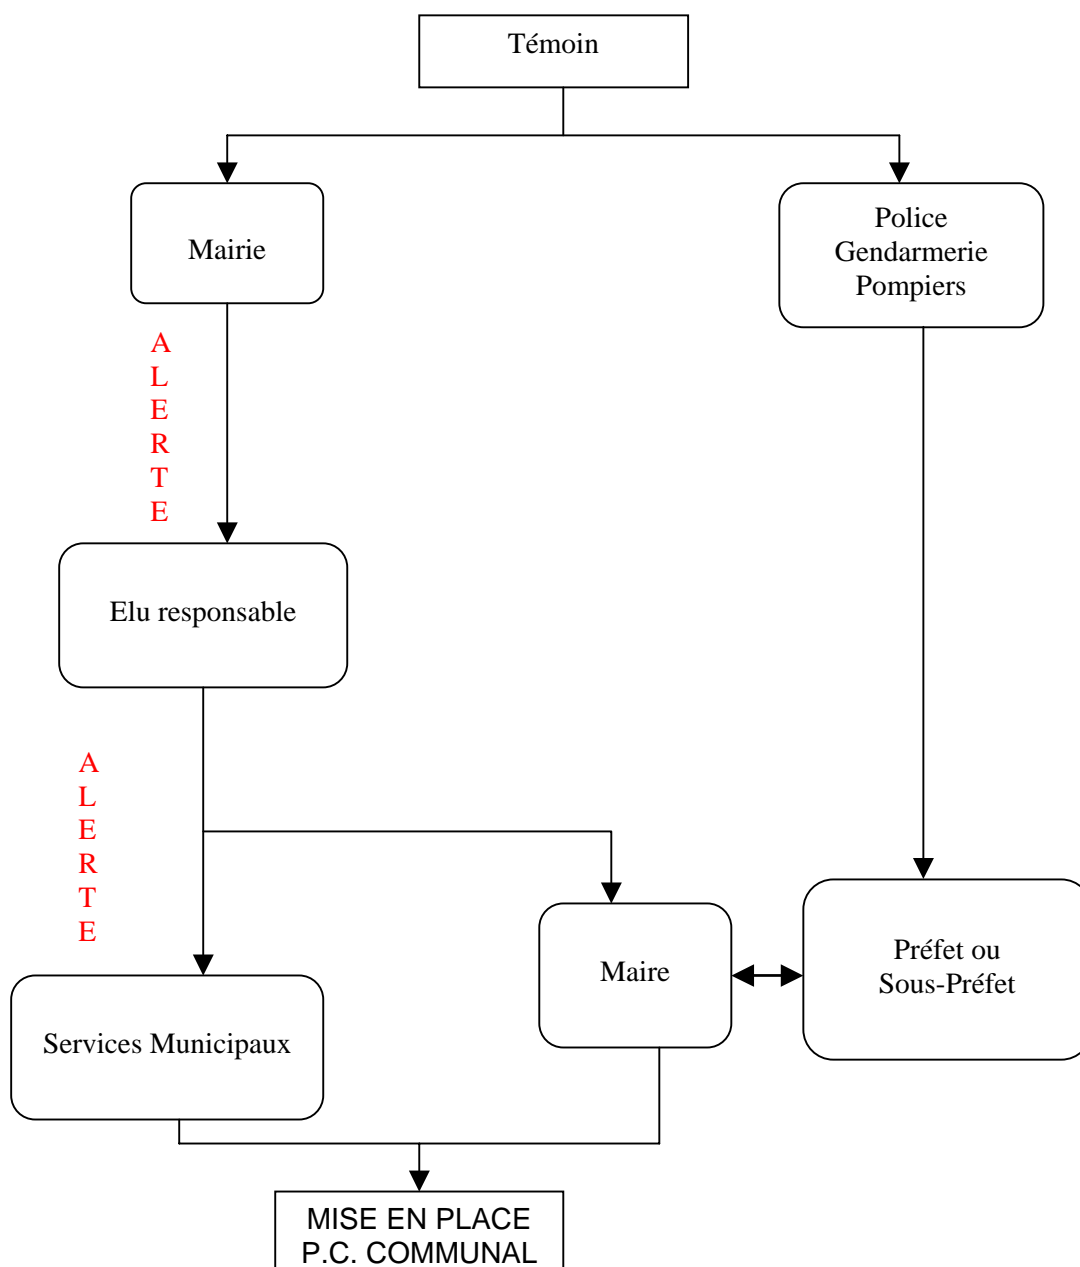 Témoin
Mairie
Police
Gendarmerie
Pompiers
A
L
E
R
T
E
Elu responsable
A
L
E
R
T
E
Maire
Préfet ou
Sous-Préfet
Services Municipaux
MISE EN PLACE
P.C. COMMUNAL